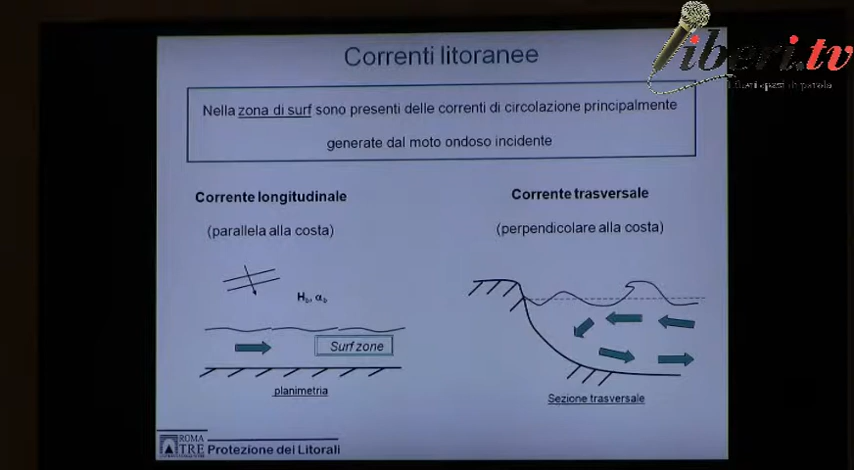 Correnti litoranee
liberi.tv
Nella zona di surf sono presenti delle correnti di circolazione principalmente
generate dal moto ondoso incidente
Corrente longitudinale
(parallela alla costa)
Corrente trasversale
(perpendicolare alla costa)
Hb, αb
Surf zone
planimetria
Sezione trasversale
ROMA
TRE
Protezione dei Litorali